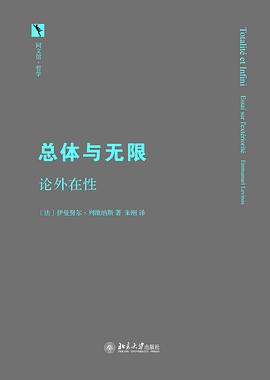 同文馆·哲学
Totalité et Infini
Essai sur l'extériorité
Emmanuel Levinas
总体与无限
论外在性
〔法〕伊曼努尔·列维纳斯 著 朱刚 译
北京大学出版社